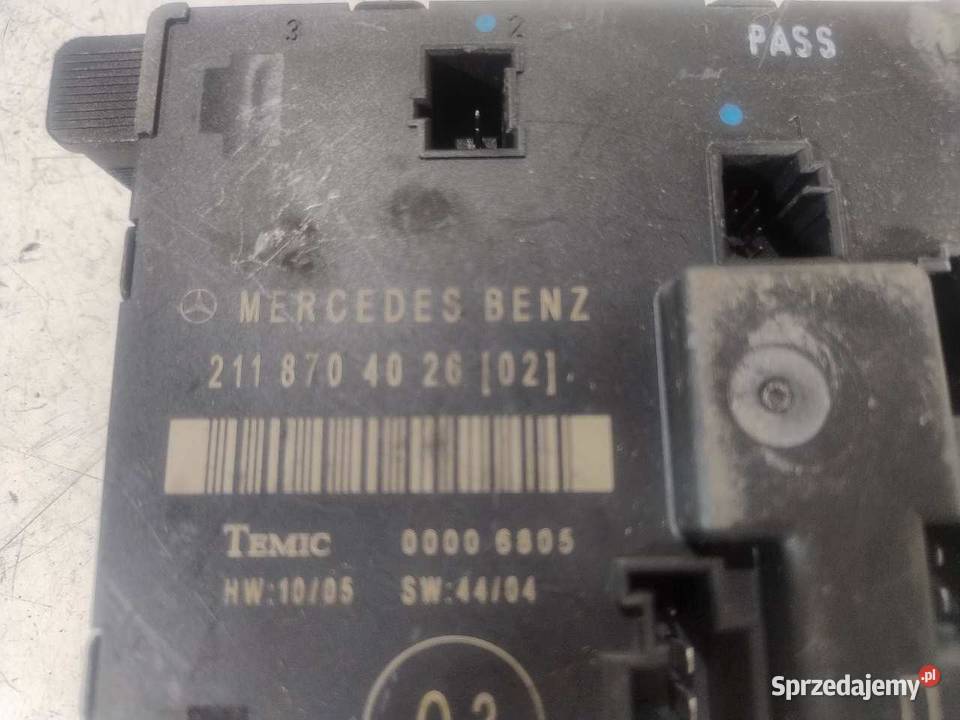 3 2
PASS
MERCEDES BENZ
211 870 40 26 [02]
TEMIC 0000 6805
HW:10/05 SW:44/04
Sprzedajemy.pl